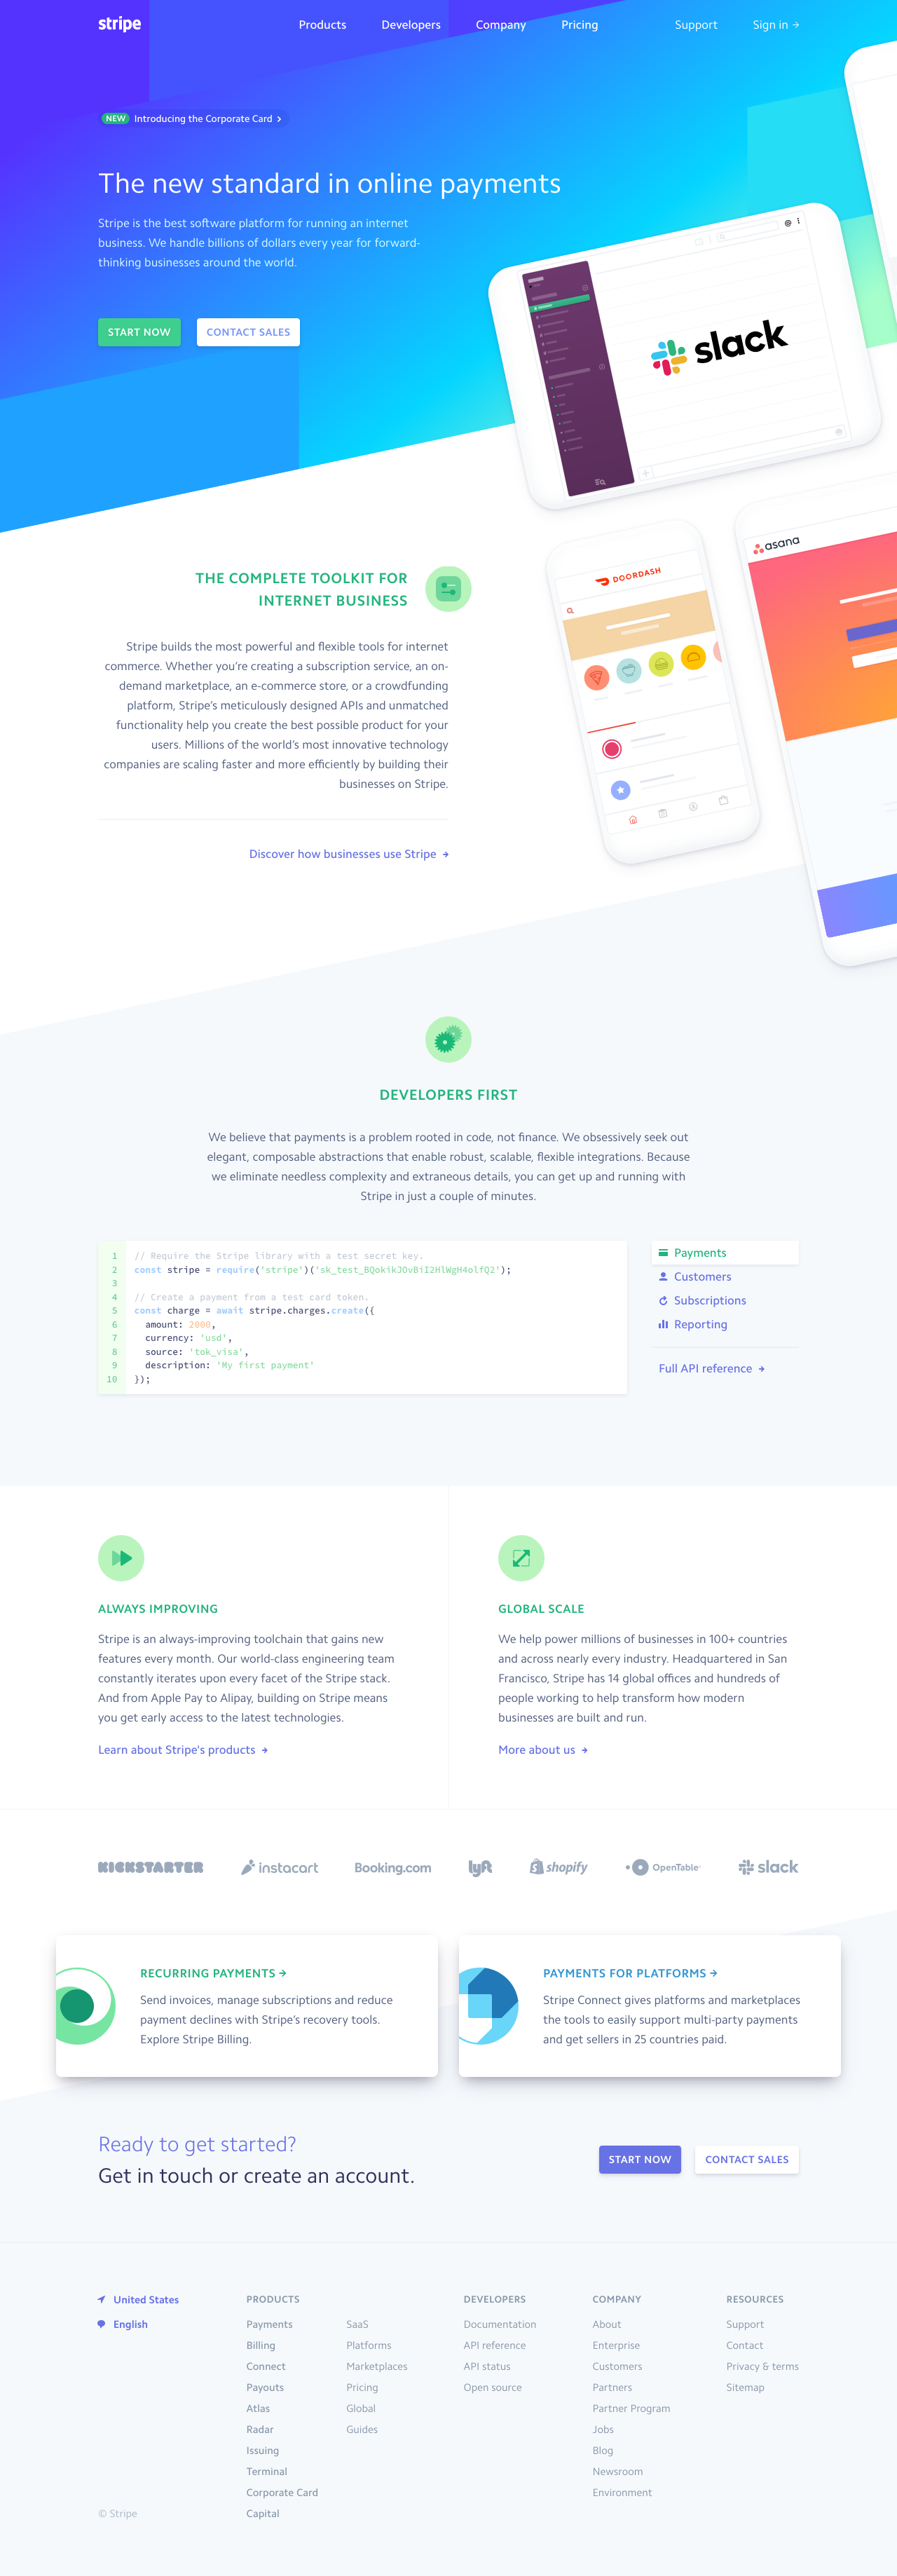 stripe
Products Developers Company Pricing Support Sign in →
NEW Introducing the Corporate Card
The new standard in online payments
Stripe is the best software platform for running an internet
business. We handle billions of dollars every year for forward-
thinking businesses around the world.
START NOW CONTACT SALES
slack
asana
DOORDASH
THE COMPLETE TOOLKIT FOR
INTERNET BUSINESS
Stripe builds the most powerful and flexible tools for internet
commerce. Whether you're creating a subscription service, an on-
demand marketplace, an e-commerce store, or a crowdfunding
platform, Stripe's meticulously designed APIs and unmatched
functionality help you create the best possible product for your
users. Millions of the world's most innovative technology
companies are scaling faster and more efficiently by building their
businesses on Stripe.
Discover how businesses use Stripe →
DEVELOPERS FIRST
We believe that payments is a problem rooted in code, not finance. We obsessively seek out
elegant, composable abstractions that enable robust, scalable, flexible integrations. Because
we eliminate needless complexity and extraneous details, you can get up and running with
Stripe in just a couple of minutes.
1 // Require the Stripe library with a test secret key.
2 const stripe = require('stripe')('sk_test_BQokikJOvBiI2HlWgH4olfQ2');
3
4 // Create a payment from a test card token.
5 const charge = await stripe.charges.create({
6 amount: 2000,
7 currency: 'usd',
8 source: 'tok_visa',
9 description: 'My first payment'
10 });
Payments
Customers
Subscriptions
Reporting
Full API reference →
ALWAYS IMPROVING
Stripe is an always-improving toolchain that gains new
features every month. Our world-class engineering team
constantly iterates upon every facet of the Stripe stack.
And from Apple Pay to Alipay, building on Stripe means
you get early access to the latest technologies.
Learn about Stripe's products →
GLOBAL SCALE
We help power millions of businesses in 100+ countries
and across nearly every industry. Headquartered in San
Francisco, Stripe has 14 global offices and hundreds of
people working to help transform how modern
businesses are built and run.
More about us →
KICKSTARTER instacart Booking.com lyft shopify OpenTable slack
RECURRING PAYMENTS →
Send invoices, manage subscriptions and reduce
payment declines with Stripe's recovery tools.
Explore Stripe Billing.
PAYMENTS FOR PLATFORMS →
Stripe Connect gives platforms and marketplaces
the tools to easily support multi-party payments
and get sellers in 25 countries paid.
Ready to get started?
Get in touch or create an account.
START NOW CONTACT SALES
United States
English
© Stripe
PRODUCTS
Payments
Billing
Connect
Payouts
Atlas
Radar
Issuing
Terminal
Corporate Card
Capital
SaaS
Platforms
Marketplaces
Pricing
Global
Guides
DEVELOPERS
Documentation
API reference
API status
Open source
COMPANY
About
Enterprise
Customers
Partners
Partner Program
Jobs
Blog
Newsroom
Environment
RESOURCES
Support
Contact
Privacy & terms
Sitemap